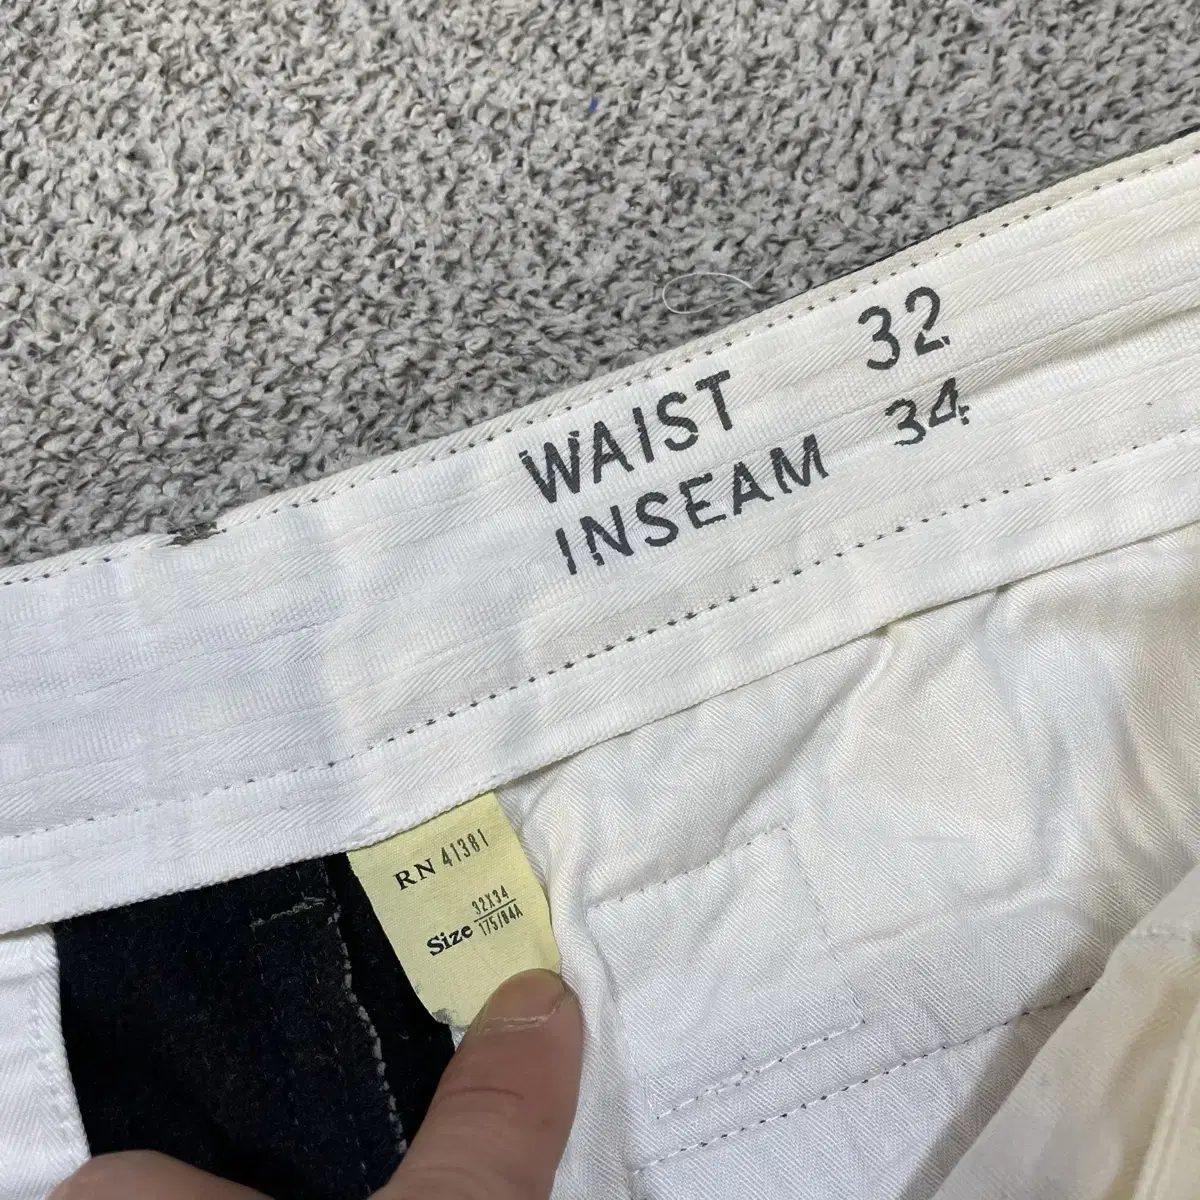 WAIST 32
INSEAM 34
RN 41381
Size 32X34
175/84A